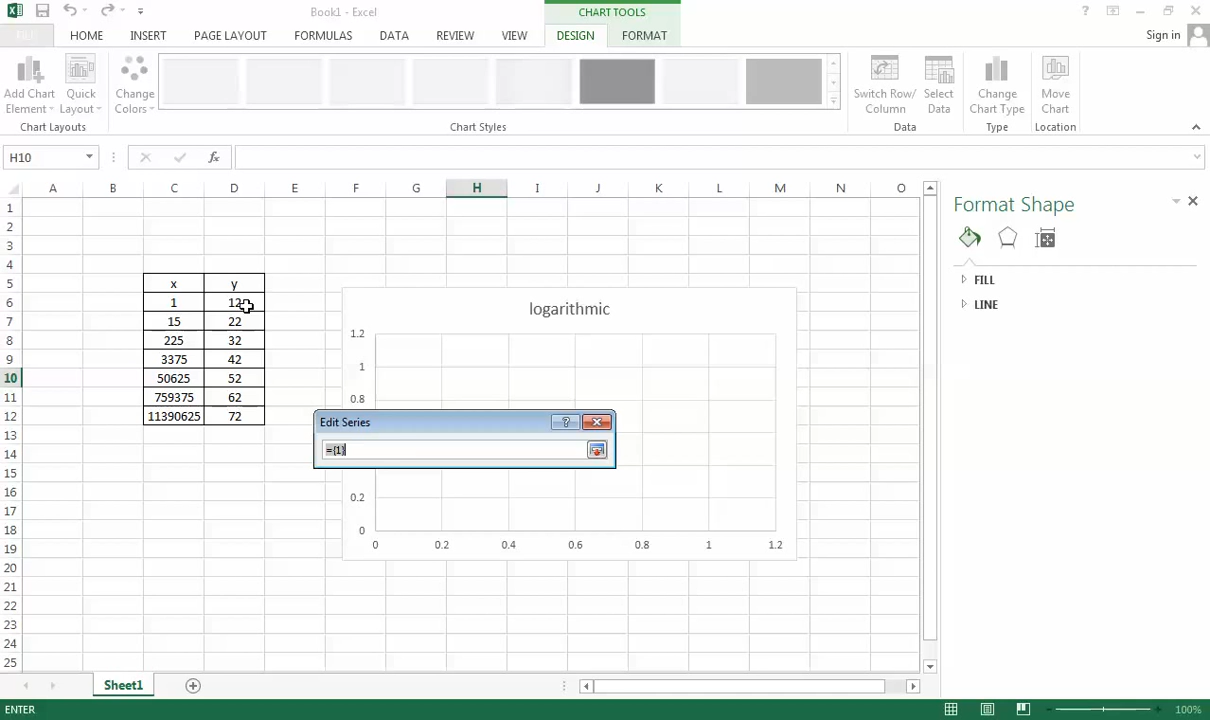 Book1 - Excel
CHART TOOLS
HOME INSERT PAGE LAYOUT FORMULAS DATA REVIEW VIEW DESIGN FORMAT
Sign in
Add Chart Element
Quick Layout
Change Colors
Switch Row/ Column
Select Data
Change Chart Type
Move Chart
Chart Layouts
Chart Styles
Data
Type
Location
H10
fx
A B C D E F G H I J K L M N O
1
2
3
4
5 x y
6 1 12
7 15 22
8 225 32
9 3375 42
10 50625 52
11 759375 62
12 11390625 72
13
14
15
16
17
18
19
20
21
22
23
24
25
logarithmic
1.2
1
0.8
0.2
0
0 0.2 0.4 0.6 0.8 1 1.2
Edit Series
?
={1}
Format Shape
FILL
LINE
Sheet1
ENTER
100%